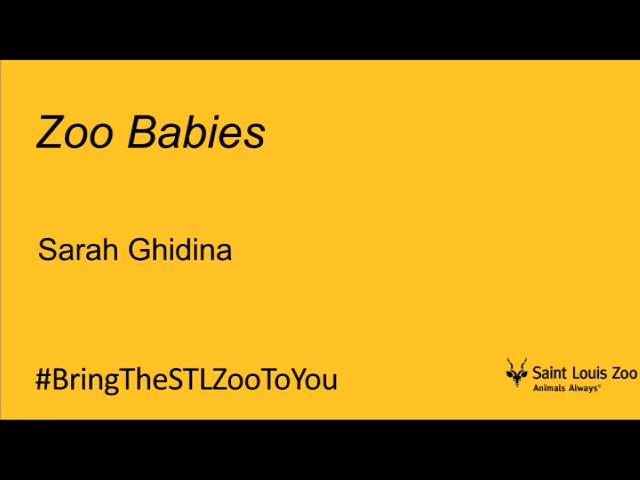 Zoo Babies
Sarah Ghidina
#BringTheSTLZooToYou
Saint Louis Zoo
Animals Always®